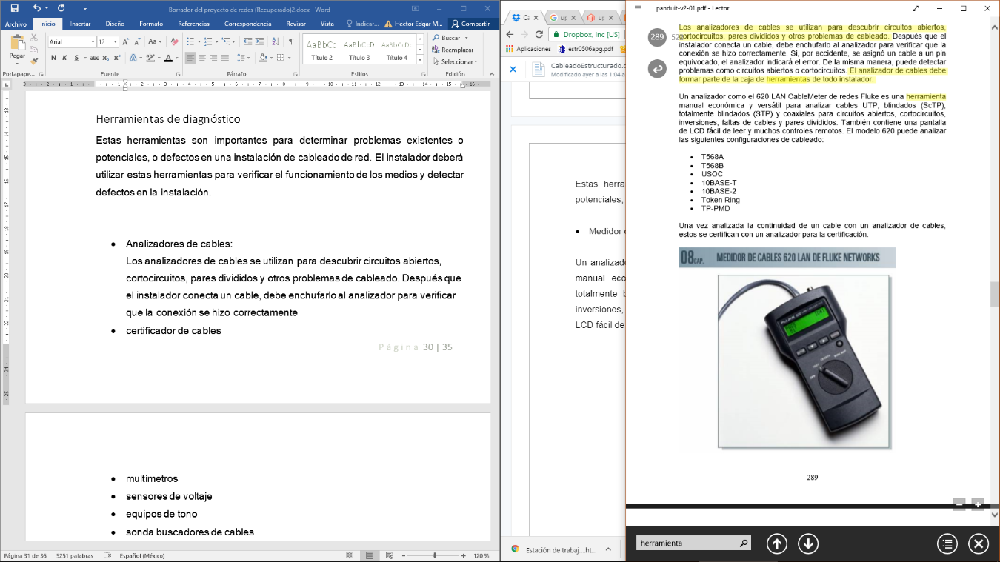 Borrador del proyecto de redes (Recuperado)2.docx - Word
Archivo Inicio Insertar Diseño Formato Referencias Correspondencia Revisar Vista Indicar... Hector Edgar M... Compartir
Pegar
Arial 12
Buscar
Reemplazar
Seleccionar
AaBbCc AaBbCcD AaBbCcDc
Título 2 Título 3 Título 4
Portapape... Fuente Párrafo Estilos Edición
Herramientas de diagnóstico
Estas herramientas son importantes para determinar problemas existentes o
potenciales, o defectos en una instalación de cableado de red. El instalador deberá
utilizar estas herramientas para verificar el funcionamiento de los medios y detectar
defectos en la instalación.
• Analizadores de cables:
Los analizadores de cables se utilizan para descubrir circuitos abiertos,
cortocircuitos, pares divididos y otros problemas de cableado. Después que
el instalador conecta un cable, debe enchufarlo al analizador para verificar
que la conexión se hizo correctamente
• certificador de cables
Página 30 | 35
• multímetros
• sensores de voltaje
• equipos de tono
• sonda buscadores de cables
Página 31 de 36 5251 palabras Español (México) 120 %
Dropbox, Inc [US]
Aplicaciones estr0506apg.pdf
CableadoEstructurado.
Modificado ayer a las 1:04 a
Estas herra
potenciales,
• Medidor
Un analizad
manual eco
totalmente b
inversiones,
LCD fácil de
Estación de trabaj....ht...
panduit-v2-01.pdf - Lector
289
Los analizadores de cables se utilizan para descubrir circuitos abiertos,
cortocircuitos, pares divididos y otros problemas de cableado. Después que el
instalador conecta un cable, debe enchufarlo al analizador para verificar que la
conexión se hizo correctamente. Si, por accidente, se asignó un cable a un pin
equivocado, el analizador indicará el error. De la misma manera, puede detectar
problemas como circuitos abiertos o cortocircuitos. El analizador de cables debe
formar parte de la caja de herramientas de todo instalador.
Un analizador como el 620 LAN CableMeter de redes Fluke es una herramienta
manual económica y versátil para analizar cables UTP, blindados (ScTP),
totalmente blindados (STP) y coaxiales para circuitos abiertos, cortocircuitos,
inversiones, faltas de cables y pares divididos. También contiene una pantalla
de LCD fácil de leer y muchos controles remotos. El modelo 620 puede analizar
las siguientes configuraciones de cableado:
• T568A
• T568B
• USOC
• 10BASE-T
• 10BASE-2
• Token Ring
• TP-PMD
Una vez analizada la continuidad de un cable con un analizador de cables,
estos se certifican con un analizador para la certificación.
08CAP. MEDIDOR DE CABLES 620 LAN DE FLUKE NETWORKS
FLUKE
289
herramienta